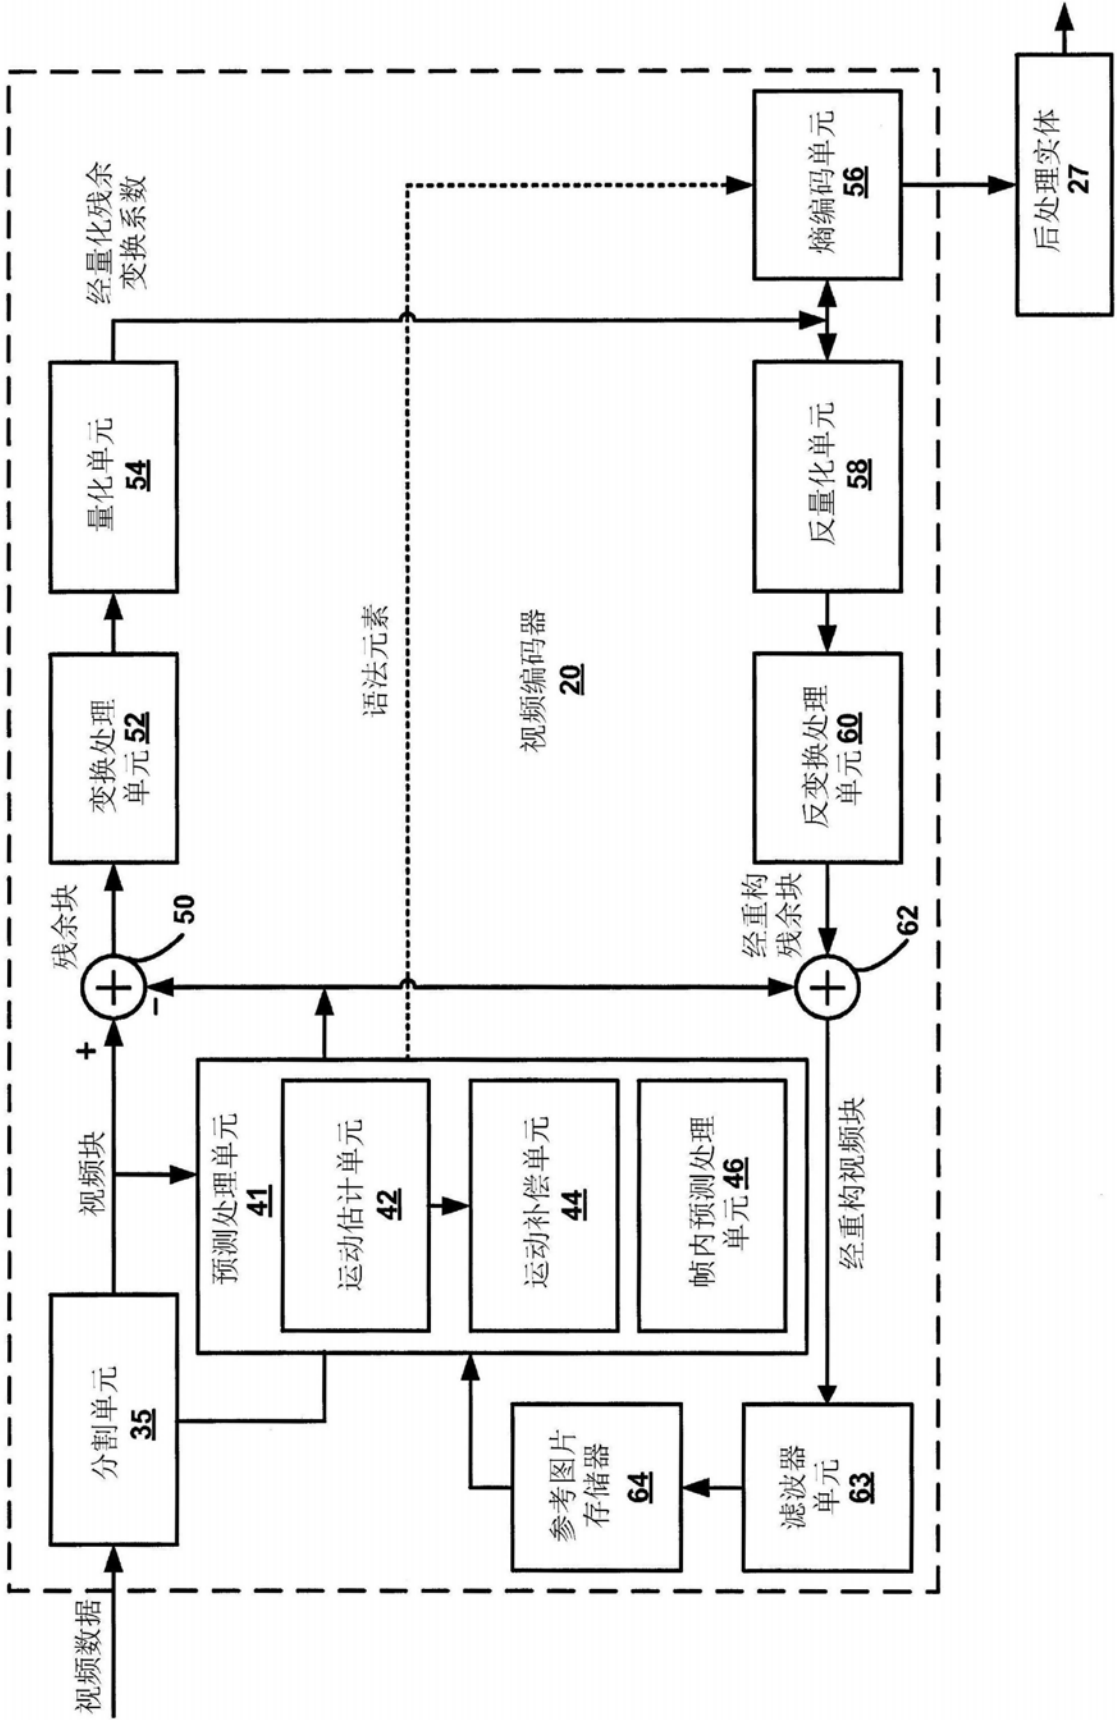 视频数据
分割单元
35
视频块
+
-
残余块
50
变换处理
单元52
量化单元
54
经量化残余
变换系数
预测处理单元
41
运动估计单元
42
运动补偿单元
44
帧内预测处理
单元46
语法元素
视频编码器
20
参考图片
存储器
64
滤波器
单元
63
经重构视频块
62
经重构
残余块
反变换处理
单元60
反量化单元
58
熵编码单元
56
后处理实体
27